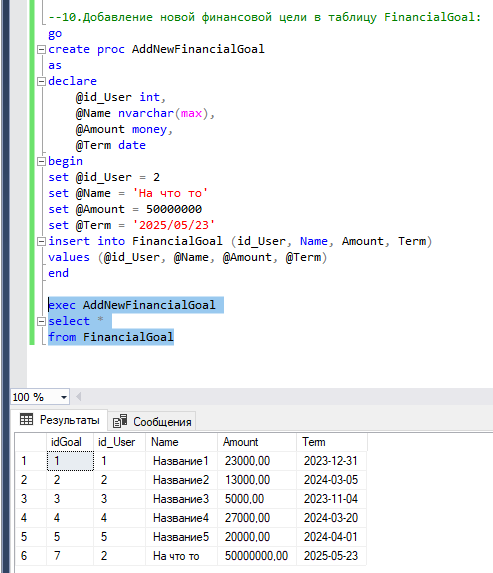 --10.Добавление новой финансовой цели в таблицу FinancialGoal:
go
create proc AddNewFinancialGoal
as
declare
@id_User int,
@Name nvarchar(max),
@Amount money,
@Term date
begin
set @id_User = 2
set @Name = 'На что то'
set @Amount = 50000000
set @Term = '2025/05/23'
insert into FinancialGoal (id_User, Name, Amount, Term)
values (@id_User, @Name, @Amount, @Term)
end
exec AddNewFinancialGoal
select *
from FinancialGoal
100 %
Результаты Сообщения
idGoal id_User Name Amount Term
1 1 1 Название1 23000,00 2023-12-31
2 2 2 Название2 13000,00 2024-03-05
3 3 3 Название3 5000,00 2023-11-04
4 4 4 Название4 27000,00 2024-03-20
5 5 5 Название5 20000,00 2024-04-01
6 7 2 На что то 50000000,00 2025-05-23